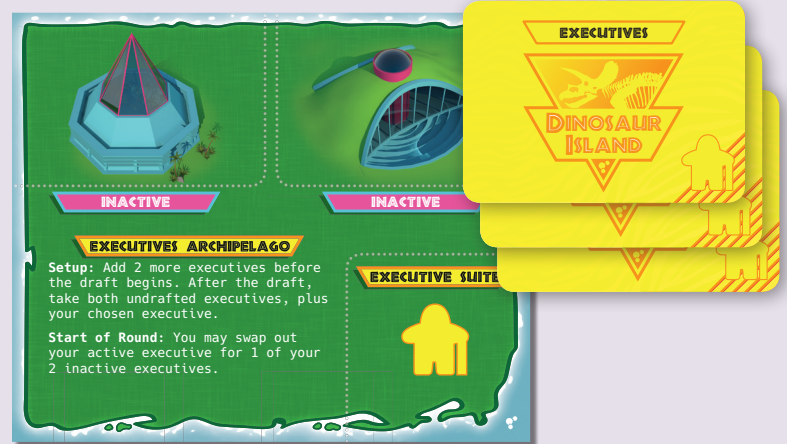 EXECUTIVES
DINOSAUR
ISLAND
INACTIVE
INACTIVE
EXECUTIVES ARCHIPELAGO
Setup: Add 2 more executives before
the draft begins. After the draft,
take both undrafted executives, plus
your chosen executive.
Start of Round: You may swap out
your active executive for 1 of your
2 inactive executives.
EXECUTIVE SUITE